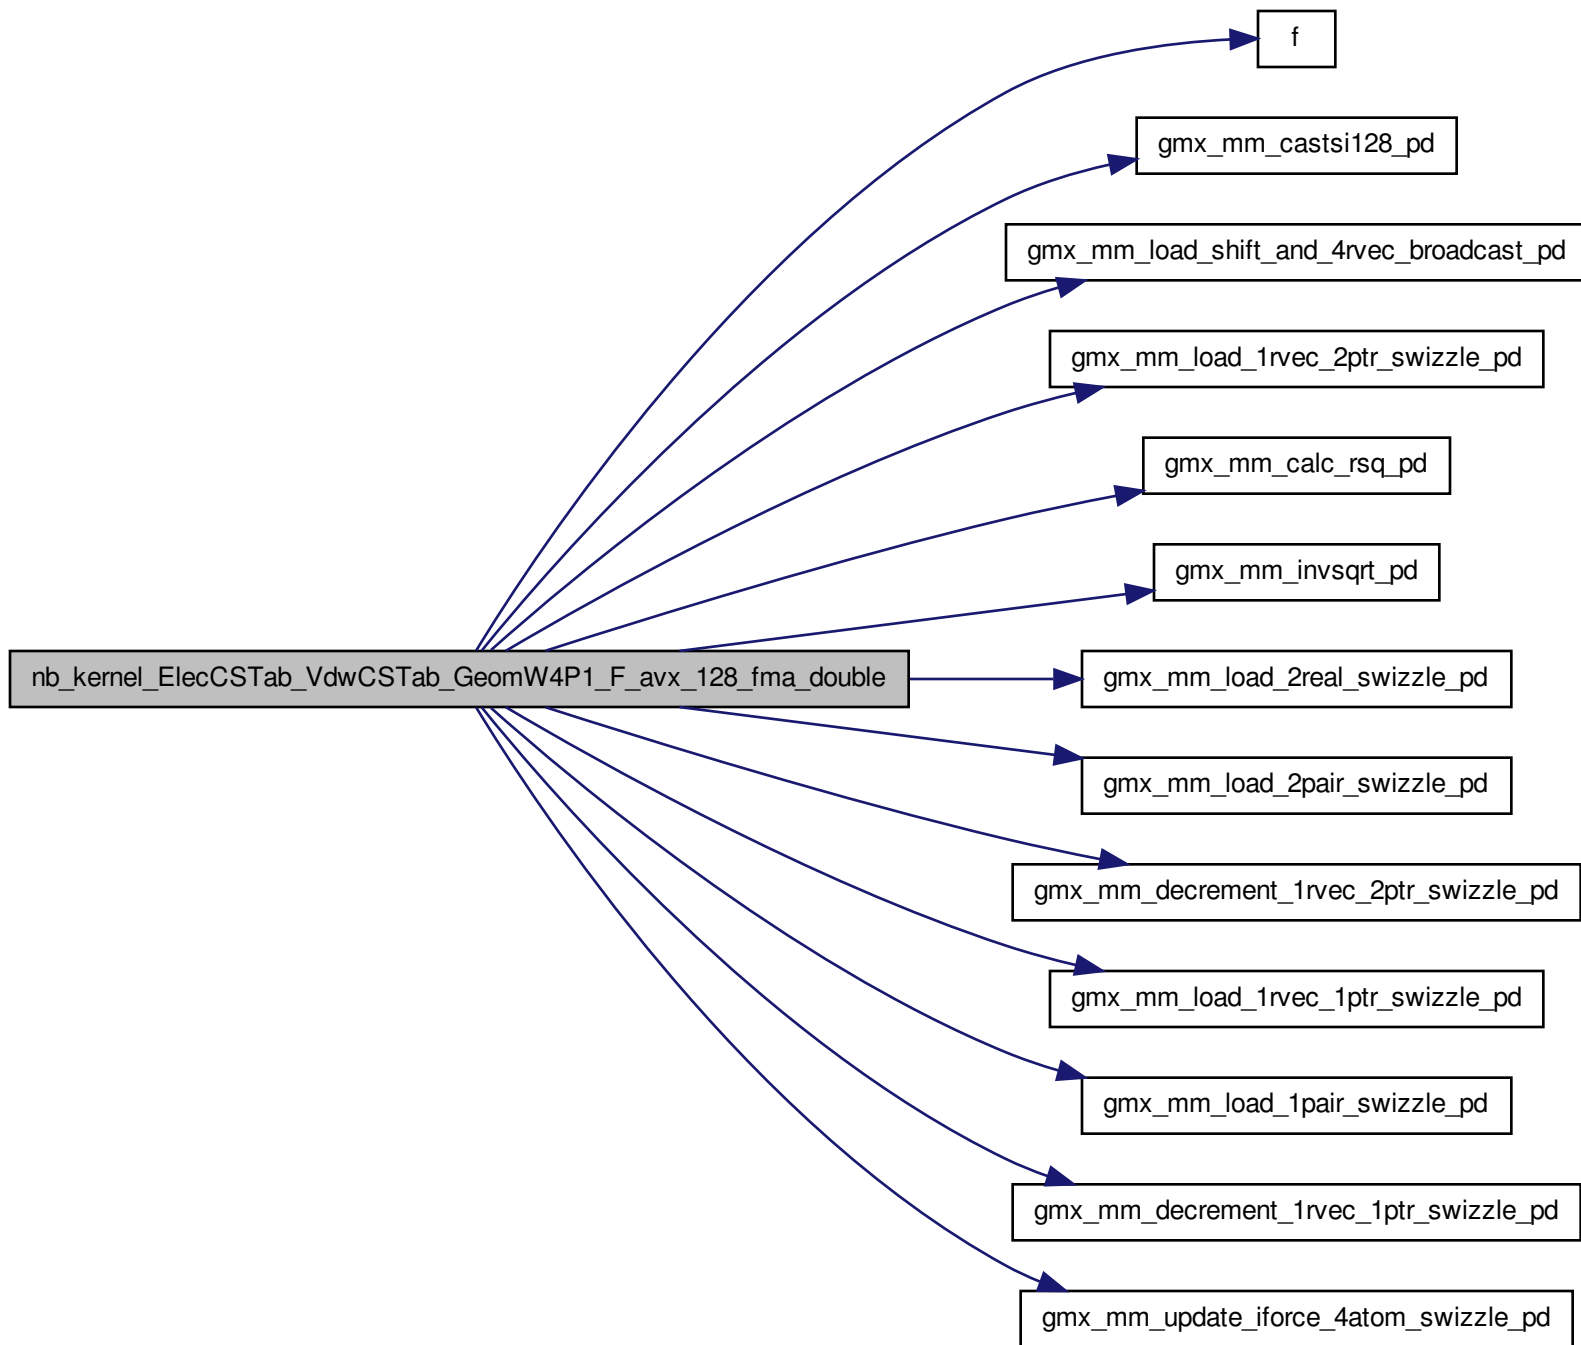 f
gmx_mm_castsi128_pd
gmx_mm_load_shift_and_4rvec_broadcast_pd
gmx_mm_load_1rvec_2ptr_swizzle_pd
gmx_mm_calc_rsq_pd
gmx_mm_invsqrt_pd
nb_kernel_ElecCSTab_VdwCSTab_GeomW4P1_F_avx_128_fma_double
gmx_mm_load_2real_swizzle_pd
gmx_mm_load_2pair_swizzle_pd
gmx_mm_decrement_1rvec_2ptr_swizzle_pd
gmx_mm_load_1rvec_1ptr_swizzle_pd
gmx_mm_load_1pair_swizzle_pd
gmx_mm_decrement_1rvec_1ptr_swizzle_pd
gmx_mm_update_iforce_4atom_swizzle_pd